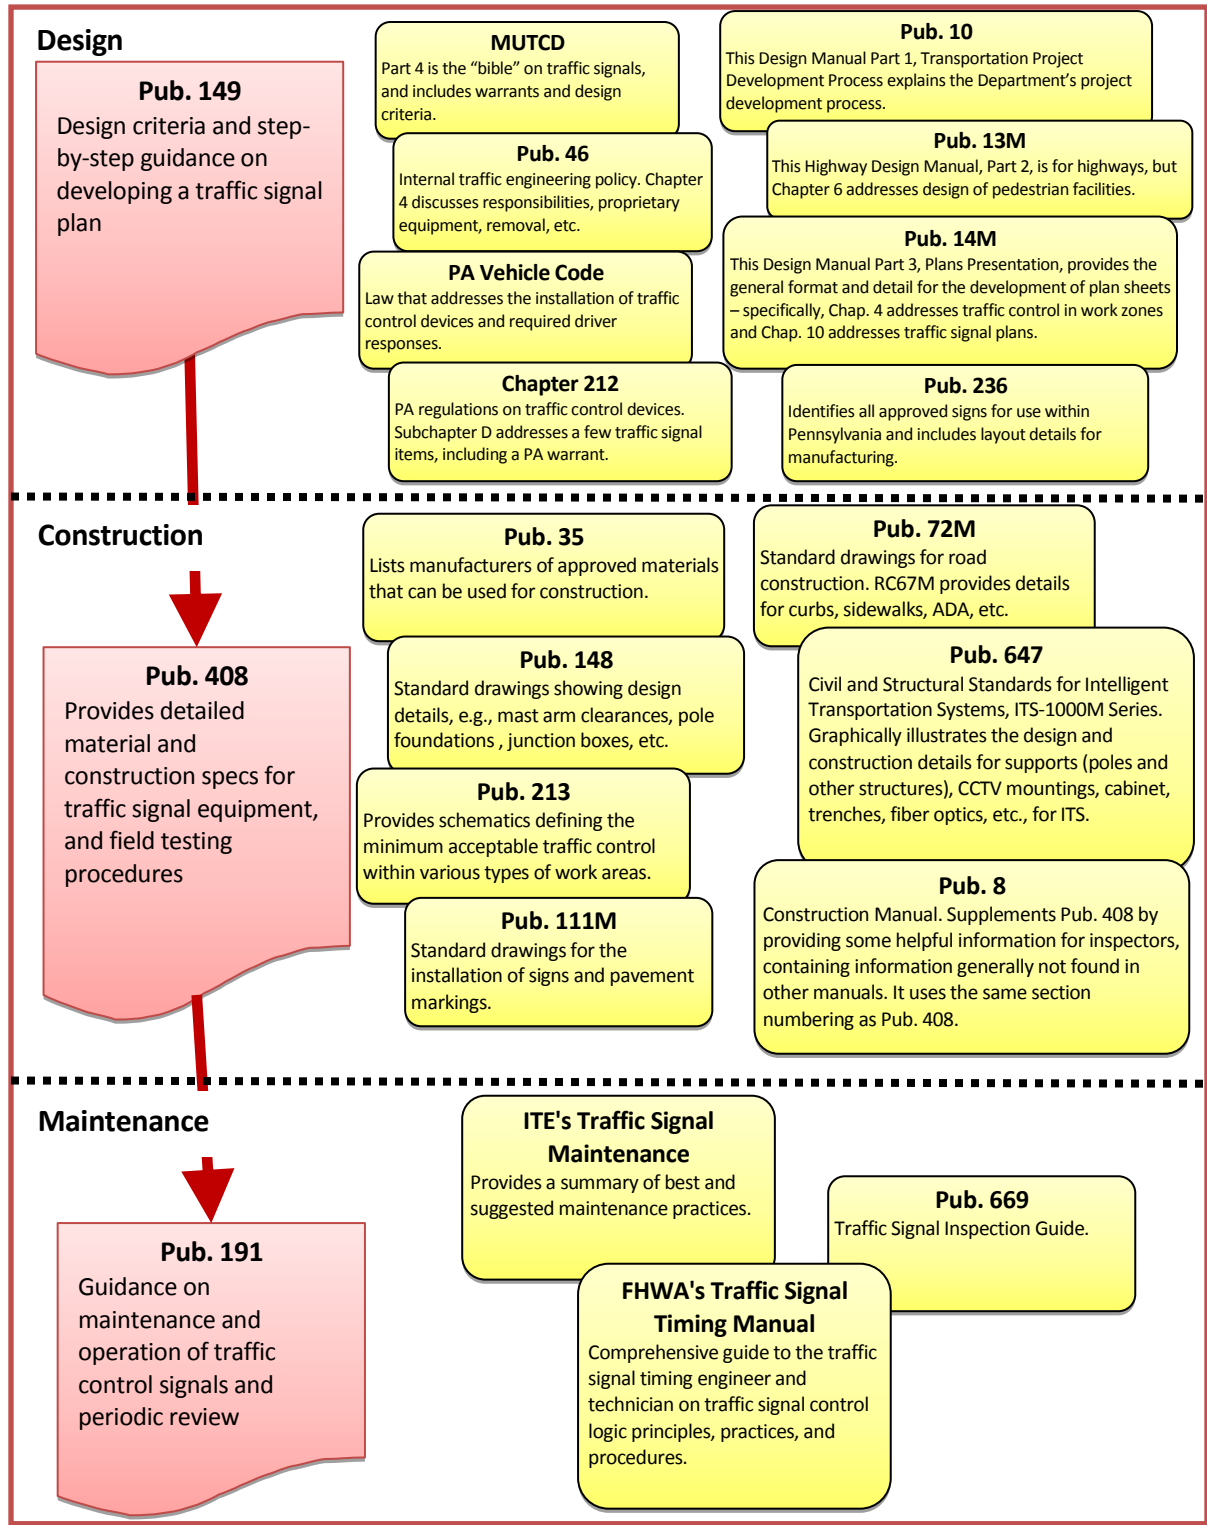 Design
Pub. 149
Design criteria and step-
by-step guidance on
developing a traffic signal
plan
MUTCD
Part 4 is the “bible” on traffic signals,
and includes warrants and design
criteria.
Pub. 46
Internal traffic engineering policy. Chapter
4 discusses responsibilities, proprietary
equipment, removal, etc.
PA Vehicle Code
Law that addresses the installation of traffic
control devices and required driver
responses.
Chapter 212
PA regulations on traffic control devices.
Subchapter D addresses a few traffic signal
items, including a PA warrant.
Pub. 10
This Design Manual Part 1, Transportation Project
Development Process explains the Department’s project
development process.
Pub. 13M
This Highway Design Manual, Part 2, is for highways, but
Chapter 6 addresses design of pedestrian facilities.
Pub. 14M
This Design Manual Part 3, Plans Presentation, provides the
general format and detail for the development of plan sheets
– specifically, Chap. 4 addresses traffic control in work zones
and Chap. 10 addresses traffic signal plans.
Pub. 236
Identifies all approved signs for use within
Pennsylvania and includes layout details for
manufacturing.
Construction
Pub. 408
Provides detailed
material and
construction specs for
traffic signal equipment,
and field testing
procedures
Pub. 35
Lists manufacturers of approved materials
that can be used for construction.
Pub. 148
Standard drawings showing design
details, e.g., mast arm clearances, pole
foundations , junction boxes, etc.
Pub. 213
Provides schematics defining the
minimum acceptable traffic control
within various types of work areas.
Pub. 111M
Standard drawings for the
installation of signs and pavement
markings.
Pub. 72M
Standard drawings for road
construction. RC67M provides details
for curbs, sidewalks, ADA, etc.
Pub. 647
Civil and Structural Standards for Intelligent
Transportation Systems, ITS-1000M Series.
Graphically illustrates the design and
construction details for supports (poles and
other structures), CCTV mountings, cabinet,
trenches, fiber optics, etc., for ITS.
Pub. 8
Construction Manual. Supplements Pub. 408 by
providing some helpful information for inspectors,
containing information generally not found in
other manuals. It uses the same section
numbering as Pub. 408.
Maintenance
Pub. 191
Guidance on
maintenance and
operation of traffic
control signals and
periodic review
ITE's Traffic Signal
Maintenance
Provides a summary of best and
suggested maintenance practices.
Pub. 669
Traffic Signal Inspection Guide.
FHWA's Traffic Signal
Timing Manual
Comprehensive guide to the traffic
signal timing engineer and
technician on traffic signal control
logic principles, practices, and
procedures.